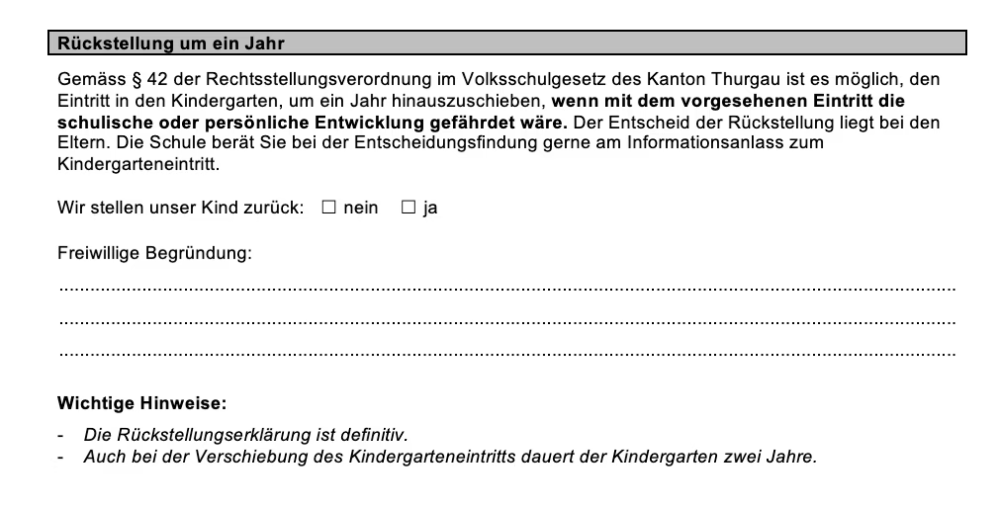 Rückstellung um ein Jahr
Gemäss § 42 der Rechtsstellungsverordnung im Volksschulgesetz des Kanton Thurgau ist es möglich, den
Eintritt in den Kindergarten, um ein Jahr hinauszuschieben, wenn mit dem vorgesehenen Eintritt die
schulische oder persönliche Entwicklung gefährdet wäre. Der Entscheid der Rückstellung liegt bei den
Eltern. Die Schule berät Sie bei der Entscheidungsfindung gerne am Informationsanlass zum
Kindergarteneintritt.
Wir stellen unser Kind zurück: ☐ nein ☐ ja
Freiwillige Begründung:
Wichtige Hinweise:
- Die Rückstellungserklärung ist definitiv.
- Auch bei der Verschiebung des Kindergarteneintritts dauert der Kindergarten zwei Jahre.